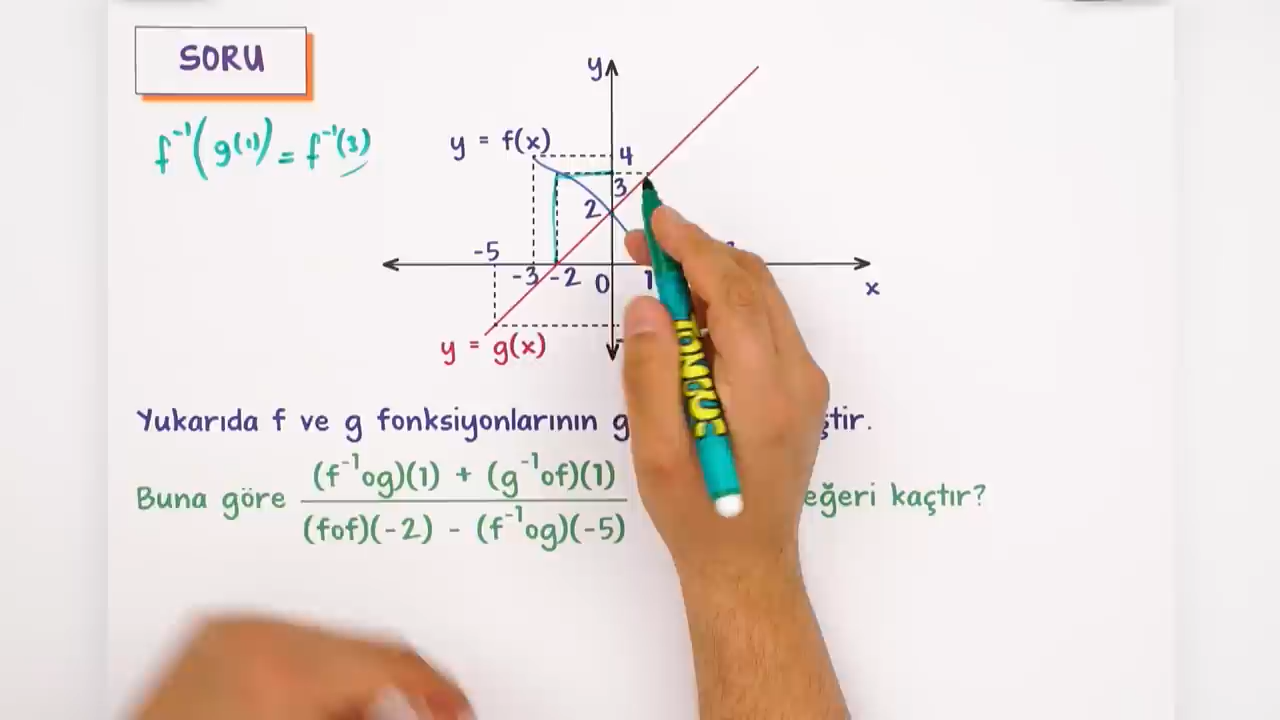 SORU
f⁻¹(g(1)) = f⁻¹(3)
y
y = f(x)
4
3
2
-5
-3 -2 0 1
x
y = g(x)
Yukarıda f ve g fonksiyonlarının
(f⁻¹og)(1) + (g⁻¹of)(1)
Buna göre eğeri kaçtır?
(fof)(-2) - (f⁻¹og)(-5)